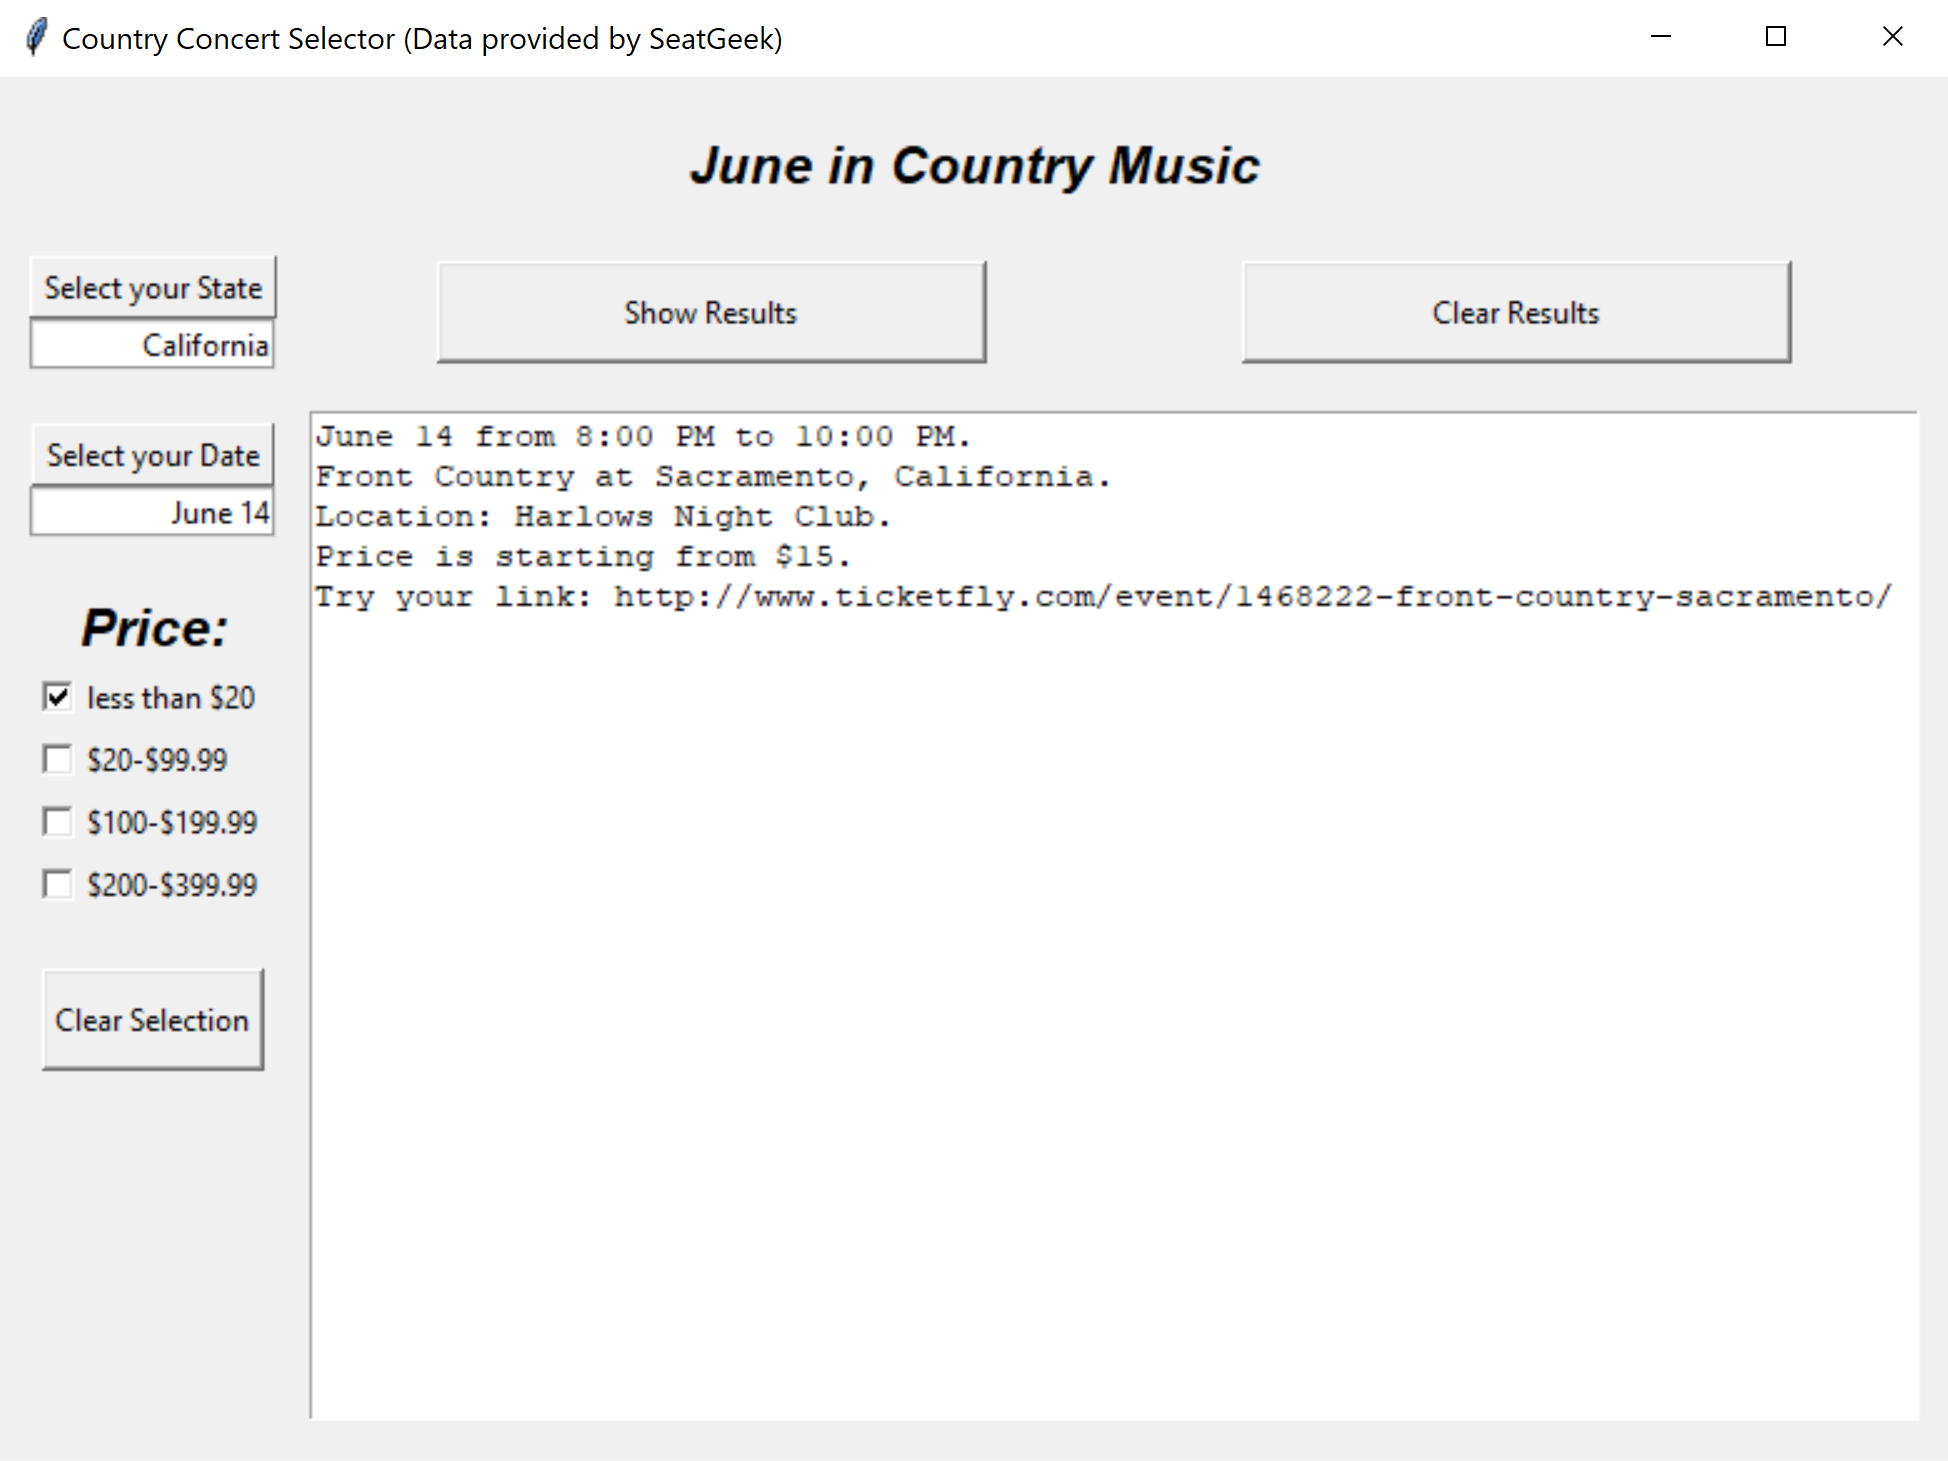 Country Concert Selector (Data provided by SeatGeek)
June in Country Music
Select your State
California
Show Results
Clear Results
Select your Date
June 14
June 14 from 8:00 PM to 10:00 PM.
Front Country at Sacramento, California.
Location: Harlows Night Club.
Price is starting from $15.
Try your link: http://www.ticketfly.com/event/1468222-front-country-sacramento/
Price:
less than $20
$20-$99.99
$100-$199.99
$200-$399.99
Clear Selection